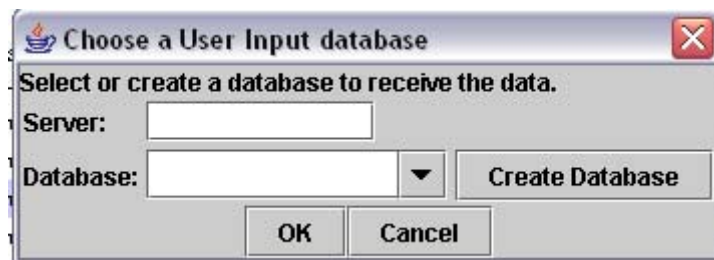 Choose a User Input database
Select or create a database to receive the data.
Server:
Database:
Create Database
OK
Cancel